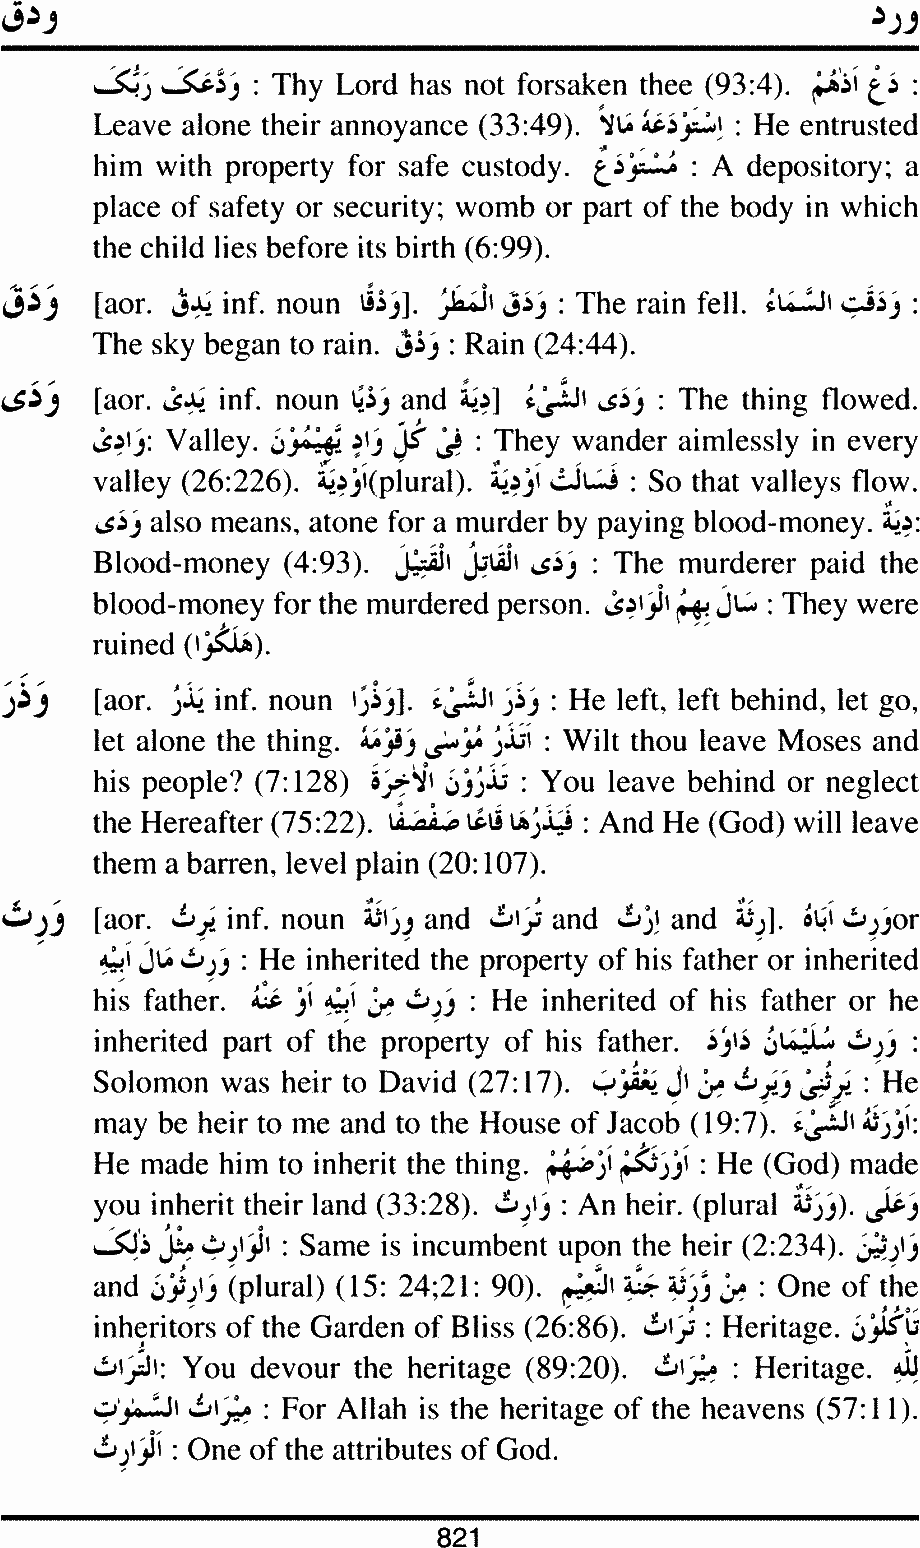 ودق ورد
وَدَّعَکَ رَبُّکَ : Thy Lord has not forsaken thee (93:4). دَعْ اَذٰهُمْ :
Leave alone their annoyance (33:49). اِسْتَوْدَعَهُ مَالًا : He entrusted
him with property for safe custody. مُسْتَوْدَعٌ : A depository; a
place of safety or security; womb or part of the body in which
the child lies before its birth (6:99).
وَدَقَ [aor. يَدِقُ inf. noun وَدْقًا]. وَدَقَ الْمَطَرُ : The rain fell. وَدَقَتِ السَّمَاءُ :
The sky began to rain. وَدْقٌ : Rain (24:44).
وَدَى [aor. يَدِىْ inf. noun وَدْيًا and دِيَةً] وَدَى الشَّىْءُ : The thing flowed.
وَادِىْ: Valley. فِىْ كُلِّ وَادٍ يَّهِيْمُوْنَ : They wander aimlessly in every
valley (26:226). اَوْدِيَةٌ(plural). فَسَالَتْ اَوْدِيَةٌ : So that valleys flow.
وَدَى also means, atone for a murder by paying blood-money. دِيَةٌ:
Blood-money (4:93). وَدَى الْقَاتِلُ الْقَتِيْلَ : The murderer paid the
blood-money for the murdered person. سَالَ بِهِمُ الْوَادِىْ : They were
ruined (هَلَكُوْا).
وَذَرَ [aor. يَذَرُ inf. noun وَذْرًا]. وَذَرَ الشَّىْءَ : He left, left behind, let go,
let alone the thing. اَتَذَرُ مُوْسٰى وَقَوْمَهُ : Wilt thou leave Moses and
his people? (7:128) تَذَرُوْنَ الْاٰخِرَةَ : You leave behind or neglect
the Hereafter (75:22). فَيَذَرُهَا قَاعًا صَفْصَفًا : And He (God) will leave
them a barren, level plain (20:107).
وَرِثَ [aor. يَرِثُ inf. noun وِرَاثَةٌ and تُرَاثٌ and اِرْثٌ and رِثَةٌ]. وَرِثَ اَبَاهُ or
وَرِثَ مَالَ اَبِيْهِ : He inherited the property of his father or inherited
his father. وَرِثَ مِنْ اَبِيْهِ اَوْ عَنْهُ : He inherited of his father or he
inherited part of the property of his father. وَرِثَ سُلَيْمَانُ دَاوٗدَ :
Solomon was heir to David (27:17). يَرِثُنِىْ وَيَرِثُ مِنْ اٰلِ يَعْقُوْبَ : He
may be heir to me and to the House of Jacob (19:7). اَوْرَثَهُ الشَّىْءَ:
He made him to inherit the thing. اَوْرَثَكُمْ اَرْضَهُمْ : He (God) made
you inherit their land (33:28). وَارِثٌ : An heir. (plural وَرَثَةٌ). وَعَلَى
الْوَارِثِ مِثْلُ ذٰلِکَ : Same is incumbent upon the heir (2:234). وَارِثِيْنَ
and وَارِثُوْنَ (plural) (15: 24;21: 90). مِنْ وَّرَثَةِ جَنَّةِ النَّعِيْمِ : One of the
inheritors of the Garden of Bliss (26:86). تُرَاثٌ : Heritage. تَأْكُلُوْنَ
التُّرَاثَ: You devour the heritage (89:20). مِيْرَاثٌ : Heritage. لِلّٰهِ
مِيْرَاثُ السَّمٰوٰتِ : For Allah is the heritage of the heavens (57:11).
اَلْوَارِثُ : One of the attributes of God.
821